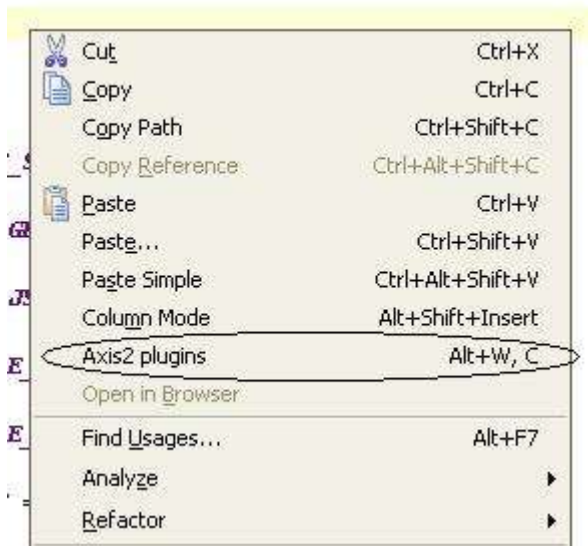 Cut Ctrl+X
Copy Ctrl+C
Copy Path Ctrl+Shift+C
Copy Reference Ctrl+Alt+Shift+C
Paste Ctrl+V
Paste... Ctrl+Shift+V
Paste Simple Ctrl+Alt+Shift+V
Column Mode Alt+Shift+Insert
Axis2 plugins Alt+W, C
Open in Browser
Find Usages... Alt+F7
Analyze
Refactor